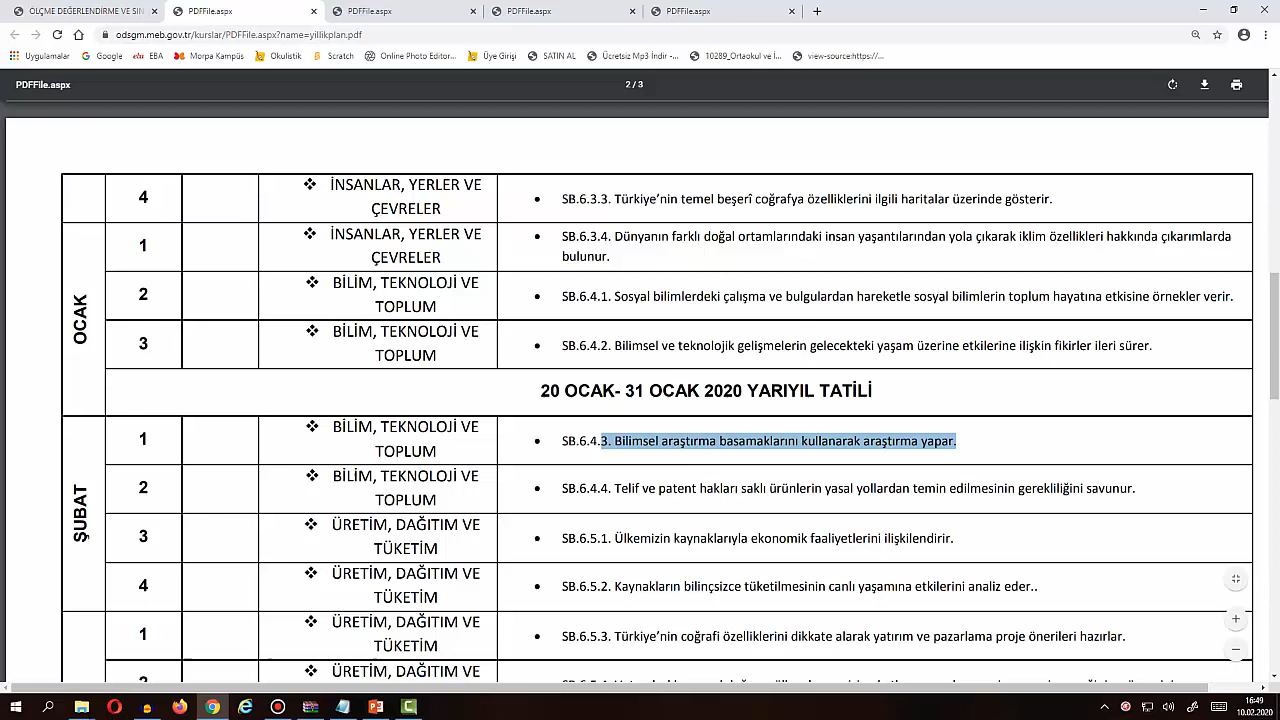 ÖLÇME DEĞERLENDİRME VE SIN
PDFFile.aspx
PDFFile.aspx
PDFFile.aspx
PDFFile.aspx
odsgm.meb.gov.tr/kurslar/PDFFile.aspx?name=yillikplan.pdf
Uygulamalar
Google
EBA
Morpa Kampüs
Okulistik
Scratch
Online Photo Editor...
Üye Girişi
SATIN AL
Ücretsiz Mp3 İndir -...
10289_Ortaokul ve İ...
view-source:https://...
PDFFile.aspx
2 / 3
4
❖ İNSANLAR, YERLER VE
ÇEVRELER
• SB.6.3.3. Türkiye’nin temel beşerî coğrafya özelliklerini ilgili haritalar üzerinde gösterir.
OCAK
1
❖ İNSANLAR, YERLER VE
ÇEVRELER
• SB.6.3.4. Dünyanın farklı doğal ortamlarındaki insan yaşantılarından yola çıkarak iklim özellikleri hakkında çıkarımlarda
bulunur.
2
❖ BİLİM, TEKNOLOJİ VE
TOPLUM
• SB.6.4.1. Sosyal bilimlerdeki çalışma ve bulgulardan hareketle sosyal bilimlerin toplum hayatına etkisine örnekler verir.
3
❖ BİLİM, TEKNOLOJİ VE
TOPLUM
• SB.6.4.2. Bilimsel ve teknolojik gelişmelerin gelecekteki yaşam üzerine etkilerine ilişkin fikirler ileri sürer.
20 OCAK- 31 OCAK 2020 YARIYIL TATİLİ
ŞUBAT
1
❖ BİLİM, TEKNOLOJİ VE
TOPLUM
• SB.6.4.3. Bilimsel araştırma basamaklarını kullanarak araştırma yapar.
2
❖ BİLİM, TEKNOLOJİ VE
TOPLUM
• SB.6.4.4. Telif ve patent hakları saklı ürünlerin yasal yollardan temin edilmesinin gerekliliğini savunur.
3
❖ ÜRETİM, DAĞITIM VE
TÜKETİM
• SB.6.5.1. Ülkemizin kaynaklarıyla ekonomik faaliyetlerini ilişkilendirir.
4
❖ ÜRETİM, DAĞITIM VE
TÜKETİM
• SB.6.5.2. Kaynakların bilinçsizce tüketilmesinin canlı yaşamına etkilerini analiz eder..
1
❖ ÜRETİM, DAĞITIM VE
TÜKETİM
• SB.6.5.3. Türkiye’nin coğrafi özelliklerini dikkate alarak yatırım ve pazarlama proje önerileri hazırlar.
2
❖ ÜRETİM, DAĞITIM VE
16:49
10.02.2020